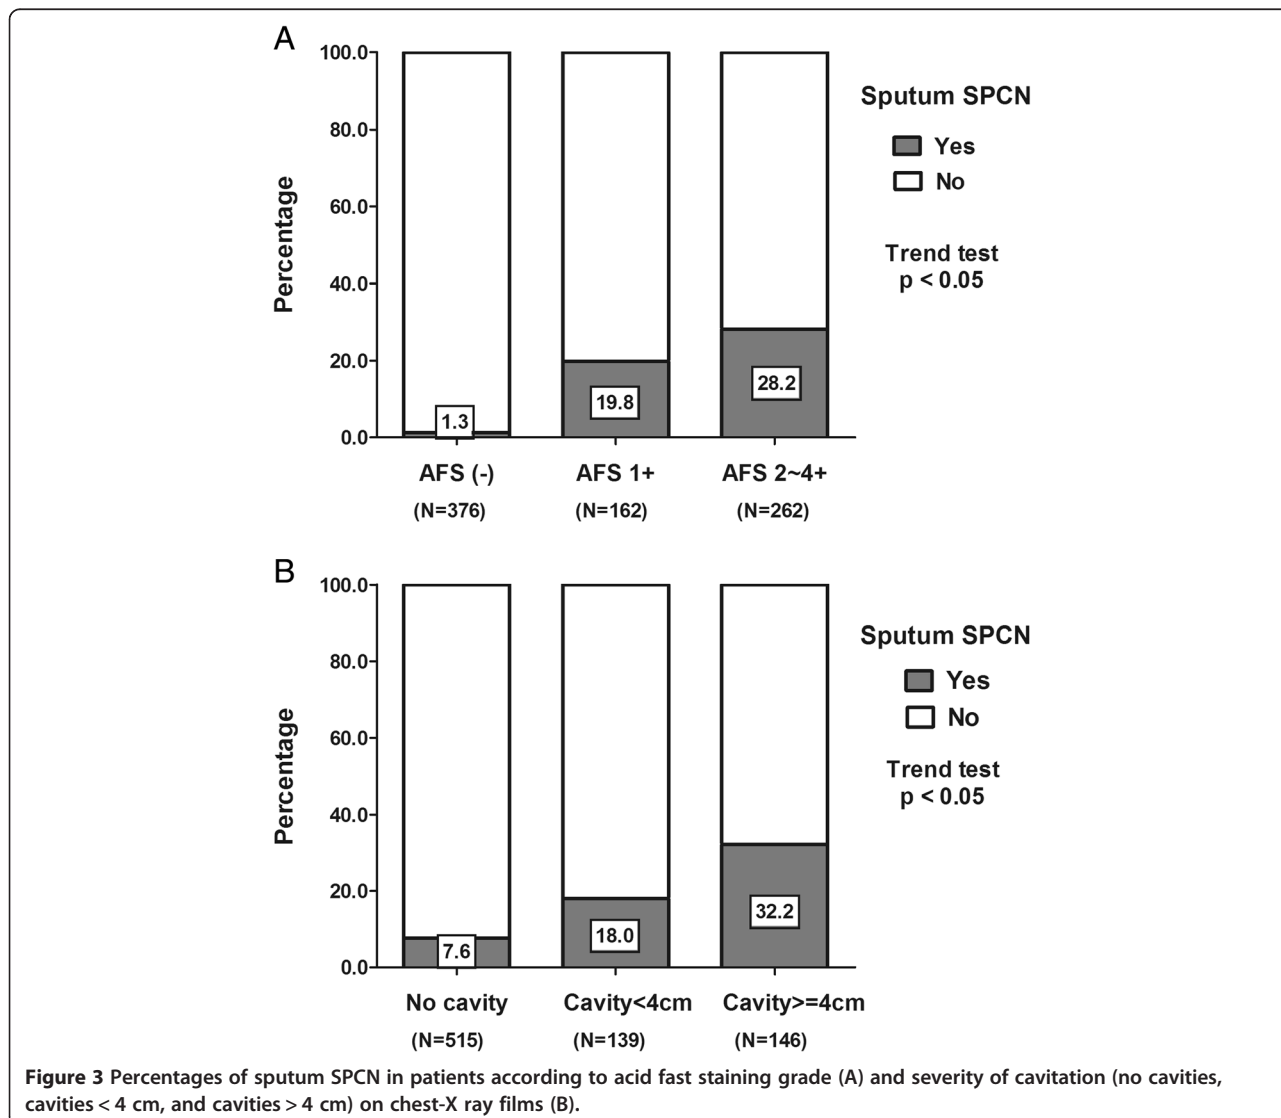 A
100.0
80.0
60.0
40.0
20.0
0.0
Percentage
1.3
19.8
28.2
AFS (-)
AFS 1+
AFS 2~4+
(N=376)
(N=162)
(N=262)
Sputum SPCN
Yes
No
Trend test
p < 0.05
B
100.0
80.0
60.0
40.0
20.0
0.0
Percentage
7.6
18.0
32.2
No cavity
Cavity<4cm
Cavity>=4cm
(N=515)
(N=139)
(N=146)
Sputum SPCN
Yes
No
Trend test
p < 0.05
Figure 3 Percentages of sputum SPCN in patients according to acid fast staining grade (A) and severity of cavitation (no cavities,
cavities < 4 cm, and cavities > 4 cm) on chest-X ray films (B).